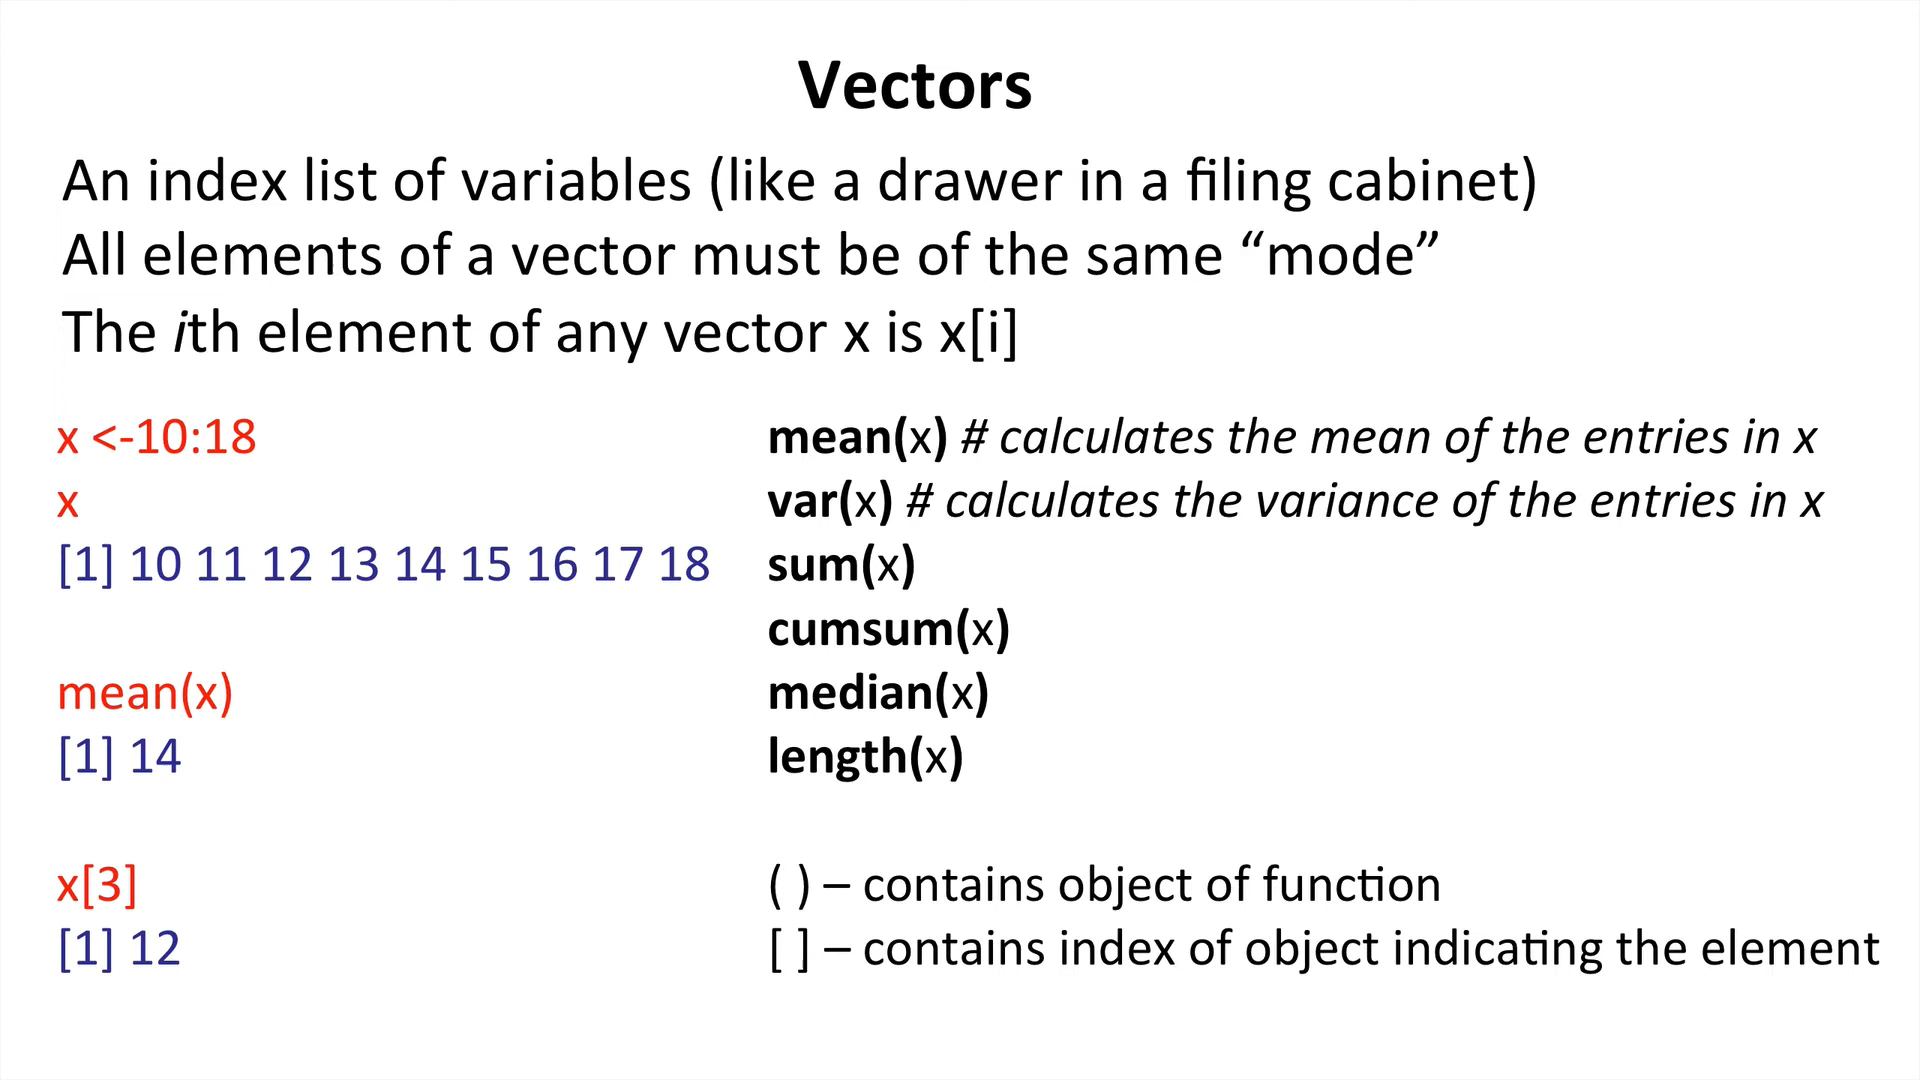 Vectors
An index list of variables (like a drawer in a filing cabinet)
All elements of a vector must be of the same “mode”
The ith element of any vector x is x[i]
x <-10:18
x
[1] 10 11 12 13 14 15 16 17 18
mean(x)
[1] 14
x[3]
[1] 12
mean(x) # calculates the mean of the entries in x
var(x) # calculates the variance of the entries in x
sum(x)
cumsum(x)
median(x)
length(x)
( ) – contains object of function
[ ] – contains index of object indicating the element